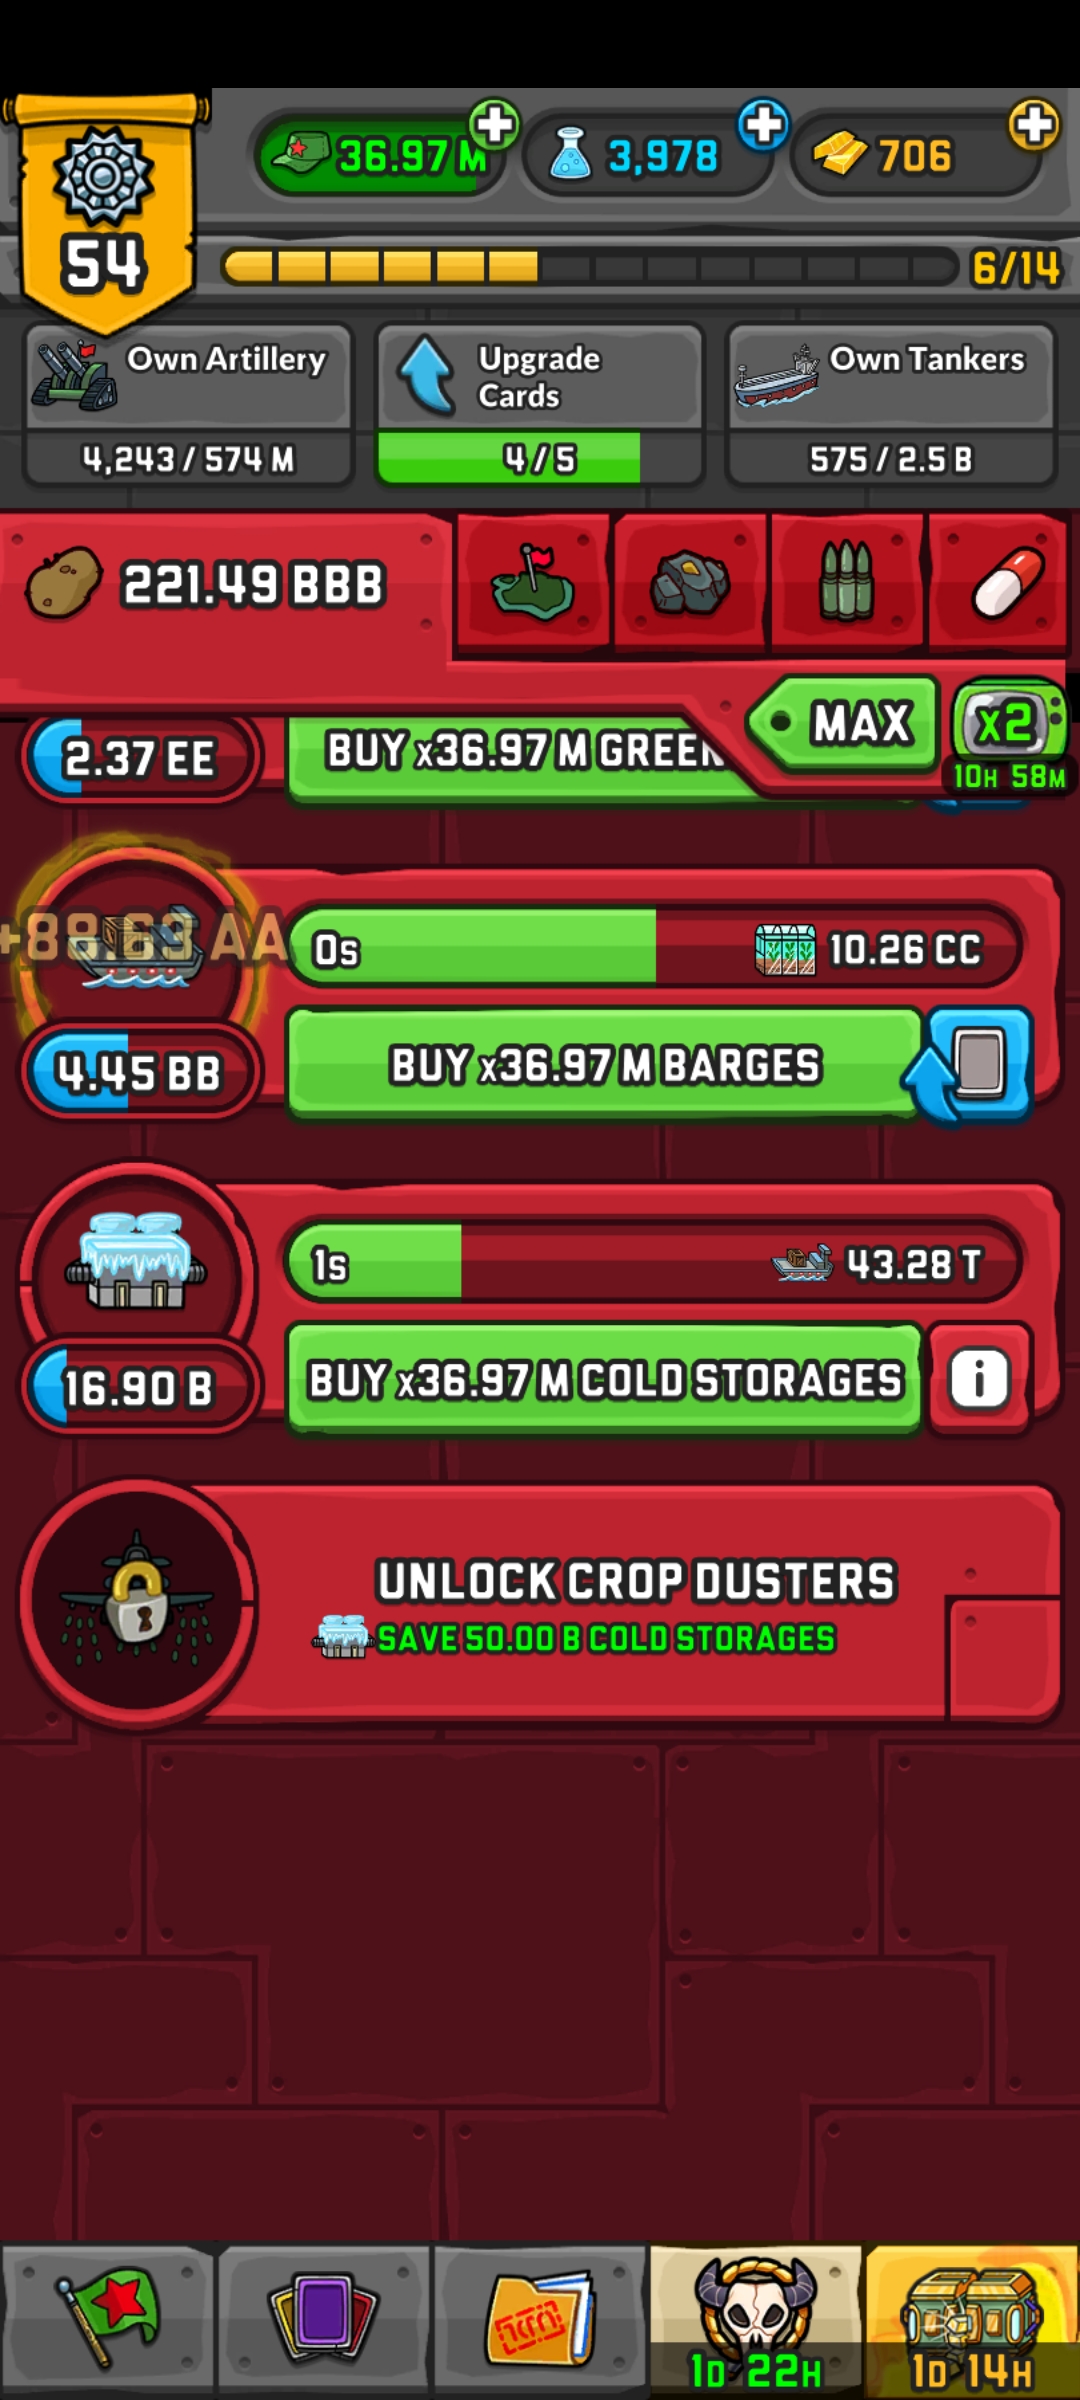 54
36.97 M
3,978
706
6/14
Own Artillery
4,243 / 574 M
Upgrade
Cards
4 / 5
Own Tankers
575 / 2.5 B
221.49 BBB
MAX
x2
10H 58M
2.37 EE
BUY x36.97 M GREEN
+88.63 AA
0s
10.26 CC
4.45 BB
BUY x36.97 M BARGES
1s
43.28 T
16.90 B
BUY x36.97 M COLD STORAGES
i
UNLOCK CROP DUSTERS
SAVE 50.00 B COLD STORAGES
1D 22H
1D 14H